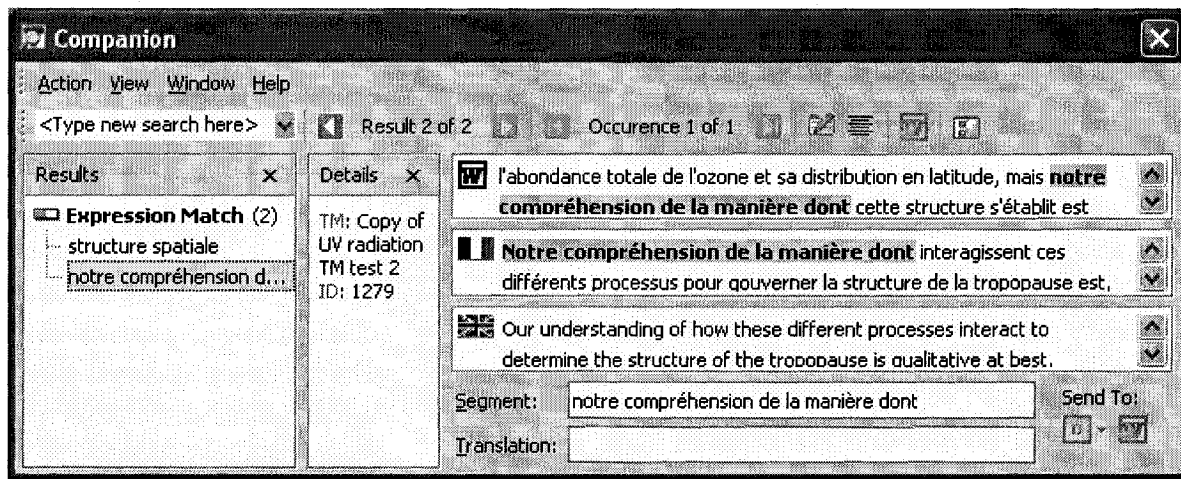 Companion
Action View Window Help
<Type new search here> Result 2 of 2 Occurence 1 of 1
Results Details
Expression Match (2)
structure spatiale
notre compréhension d...
TM: Copy of
UV radiation
TM test 2
ID: 1279
l'abondance totale de l'ozone et sa distribution en latitude, mais notre
compréhension de la manière dont cette structure s'établit est
Notre compréhension de la manière dont interagissent ces
différents processus pour gouverner la structure de la tropopause est,
Our understanding of how these different processes interact to
determine the structure of the tropopause is qualitative at best.
Segment: notre compréhension de la manière dont
Send To:
Translation: